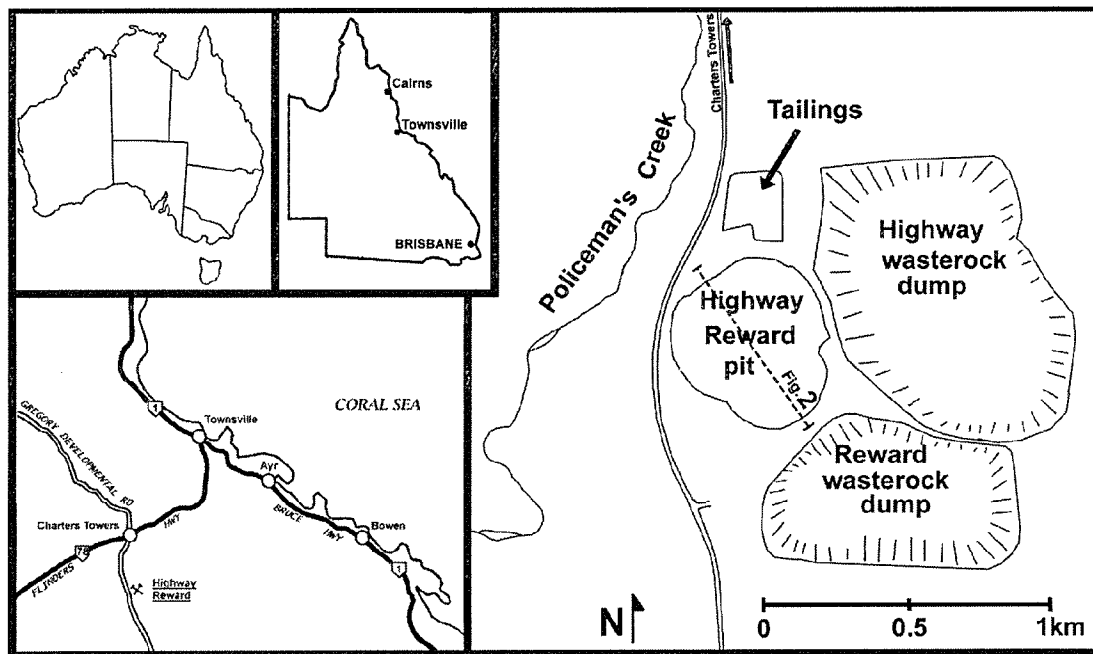 Cairns
Townsville
BRISBANE
GREGORY DEVELOPMENTAL RD
1
Townsville
CORAL SEA
Ayr
BRUCE HWY
Bowen
1
Charters Towers
HWY
78
FLINDERS
Highway
Reward
Charters Towers
Policeman's Creek
Tailings
Highway
wasterock
dump
Highway
Reward
pit
Fig.2
Reward
wasterock
dump
N
0 0.5 1km